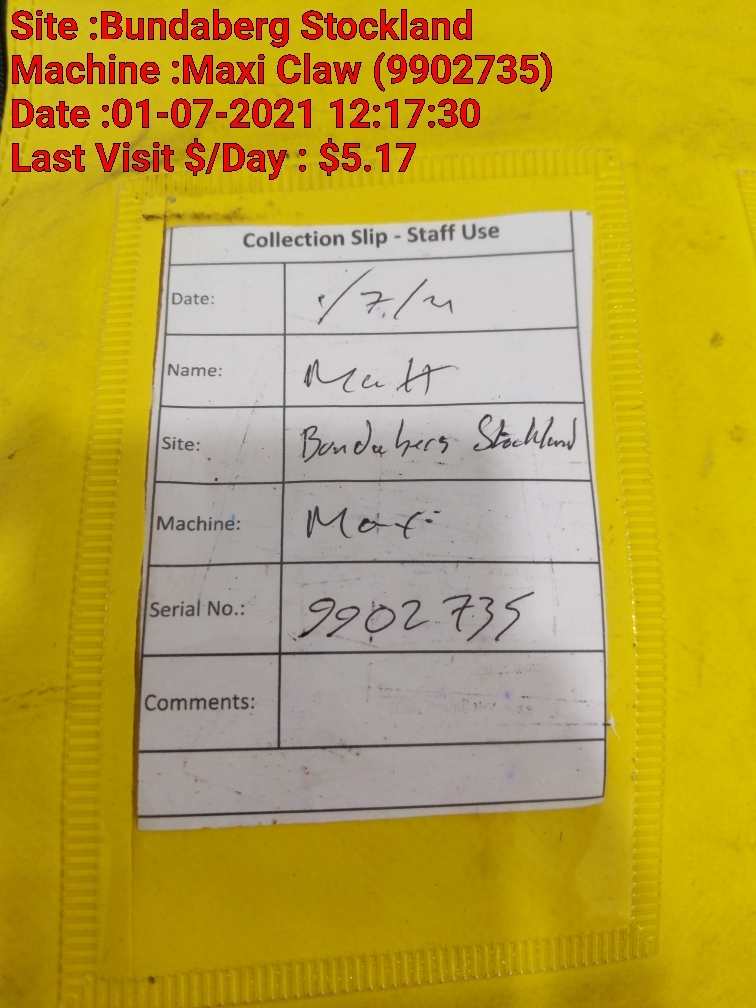 Site :Bundaberg Stockland
Machine :Maxi Claw (9902735)
Date :01-07-2021 12:17:30
Last Visit $/Day : $5.17
Collection Slip - Staff Use
Date: 1/7/21
Name: Matt
Site: Bundaberg Stockland
Machine: Maxi
Serial No.: 9902735
Comments: